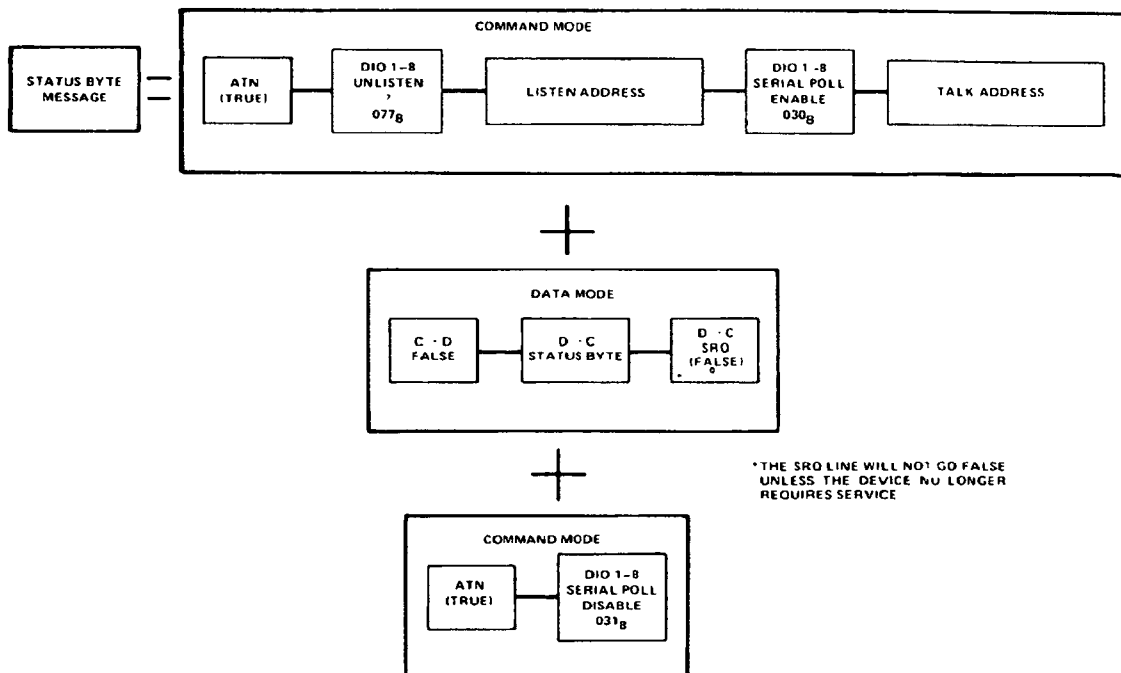 COMMAND MODE
STATUS BYTE
MESSAGE
ATN
(TRUE)
DIO 1-8
UNLISTEN
?
0778
LISTEN ADDRESS
DIO 1-8
SERIAL POLL
ENABLE
0308
TALK ADDRESS
DATA MODE
C - D
FALSE
D - C
STATUS BYTE
D - C
SRQ
(FALSE)
*
*THE SRQ LINE WILL NOT GO FALSE
UNLESS THE DEVICE NO LONGER
REQUIRES SERVICE
COMMAND MODE
ATN
(TRUE)
DIO 1-8
SERIAL POLL
DISABLE
0318